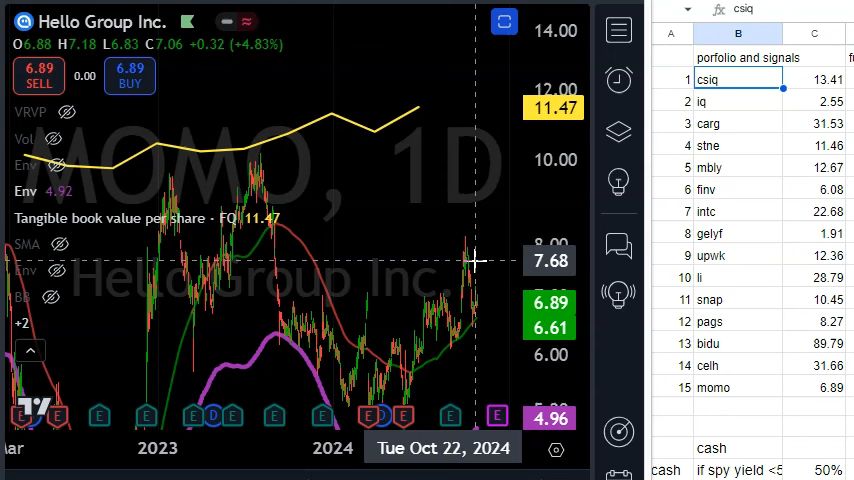 Hello Group Inc.
O6.88 H7.18 L6.83 C7.06 +0.32 (+4.83%)
6.89
SELL
0.00
6.89
BUY
VRVP
Vol
Env
Env 4.92
Tangible book value per share · FQ 11.47
SMA
Env
BB
+2
MOMO, 1D
Hello Group Inc.
14.00
12.00
11.47
10.00
8.00
7.68
6.89
6.61
6.00
4.96
E E E E E D E E E E D E E E
Mar
2023
2024
Tue Oct 22, 2024
fx csiq
A B C
porfolio and signals
1 csiq 13.41
2 iq 2.55
3 carg 31.53
4 stne 11.46
5 mbly 12.67
6 finv 6.08
7 intc 22.68
8 gelyf 1.91
9 upwk 12.36
10 li 28.79
11 snap 10.45
12 pags 8.27
13 bidu 89.79
14 celh 31.66
15 momo 6.89
cash
cash if spy yield <5 50%